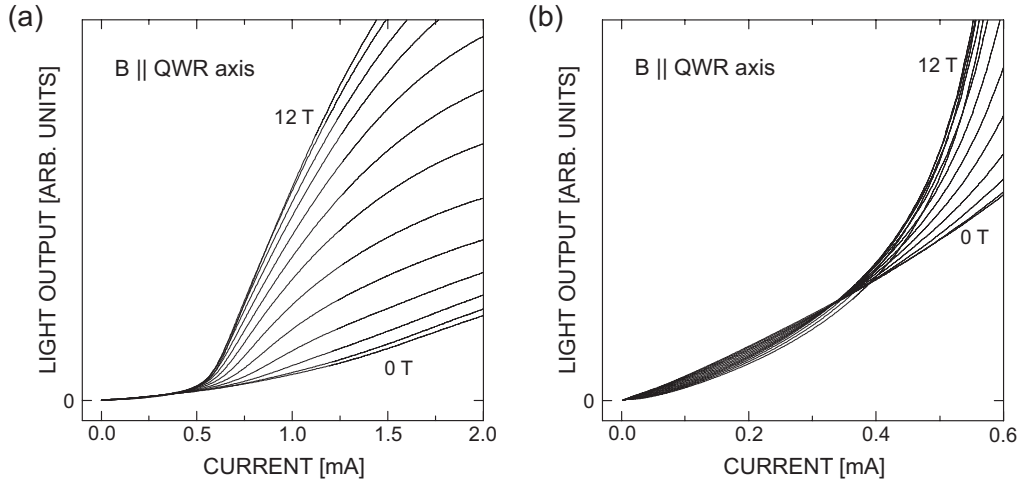 (a)
LIGHT OUTPUT [ARB. UNITS]
B || QWR axis
12 T
0 T
0
0.0 0.5 1.0 1.5 2.0
CURRENT [mA]
(b)
LIGHT OUTPUT [ARB. UNITS]
B || QWR axis
12 T
0 T
0
0.0 0.2 0.4 0.6
CURRENT [mA]